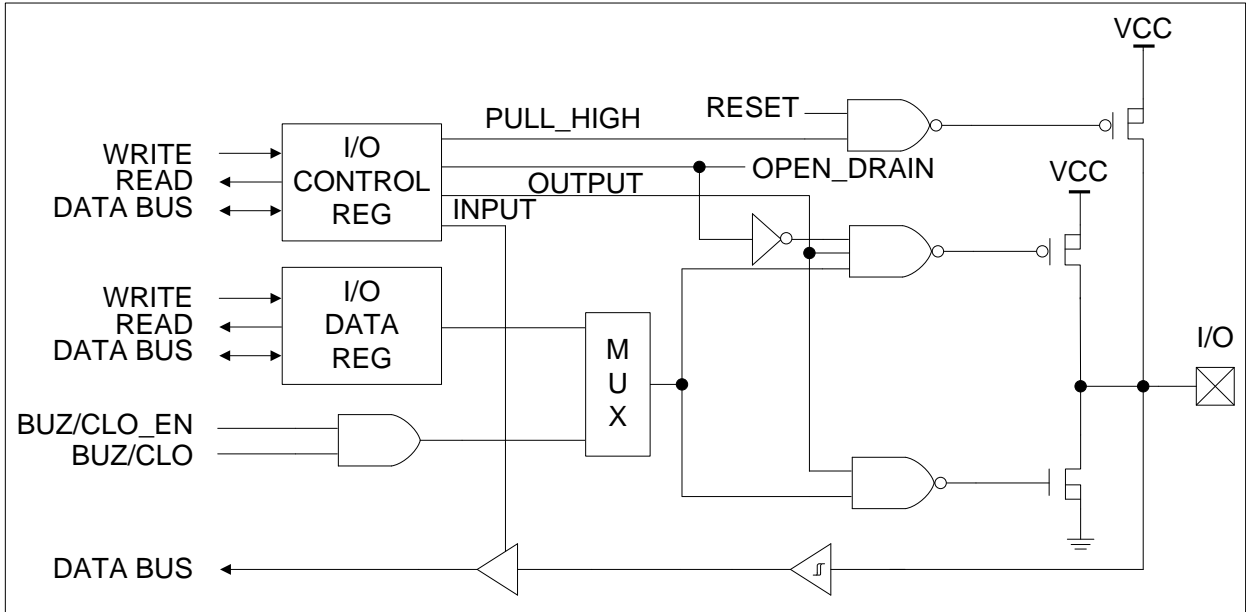 VCC
RESET
PULL_HIGH
I/O
CONTROL
REG
WRITE
READ
DATA BUS
OPEN_DRAIN
OUTPUT
INPUT
VCC
I/O
DATA
REG
WRITE
READ
DATA BUS
M
U
X
I/O
BUZ/CLO_EN
BUZ/CLO
DATA BUS